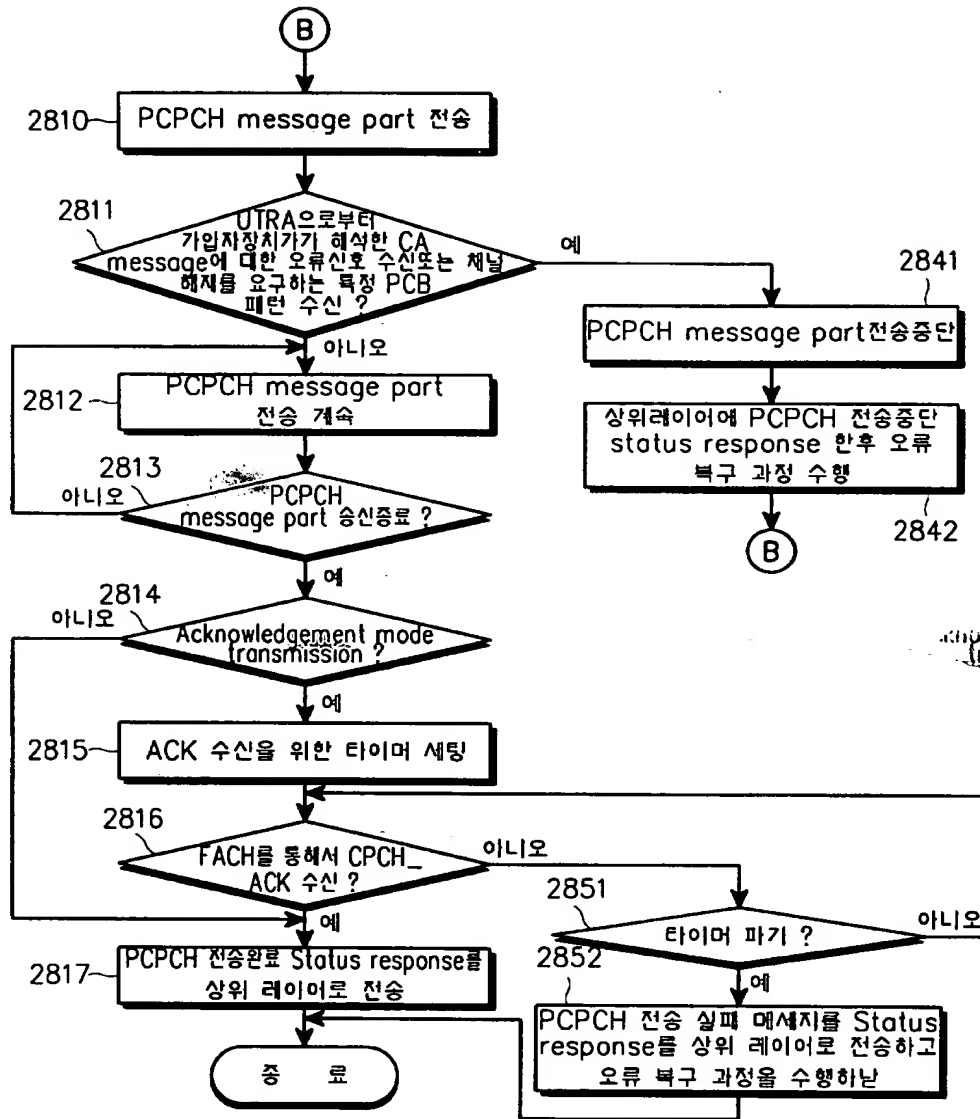 B
2810
PCPCH message part 전송
2811
UTRA으로부터
가입자장치가가 해석한 CA
message에 대한 오류신호 수신또는 채널
해제를 요구하는 특정 PCB
패턴 수신 ?
예
아니오
2841
PCPCH message part전송중단
2812
PCPCH message part
전송 계속
상위레이어에 PCPCH 전송중단
status response 한후 오류
복구 과정 수행
2842
B
2813
아니오
PCPCH
message part 송신종료 ?
예
2814
아니오
Acknowledgement mode
transmission ?
예
2815
ACK 수신을 위한 타이머 세팅
2816
FACH를 통해서 CPCH_
ACK 수신 ?
아니오
예
2851
타이머 파기 ?
아니오
예
2817
PCPCH 전송완료 Status response를
상위 레이어로 전송
2852
PCPCH 전송 실패 메세지를 Status
response를 상위 레이어로 전송하고
오류 복구 과정을 수행하낟
종 료